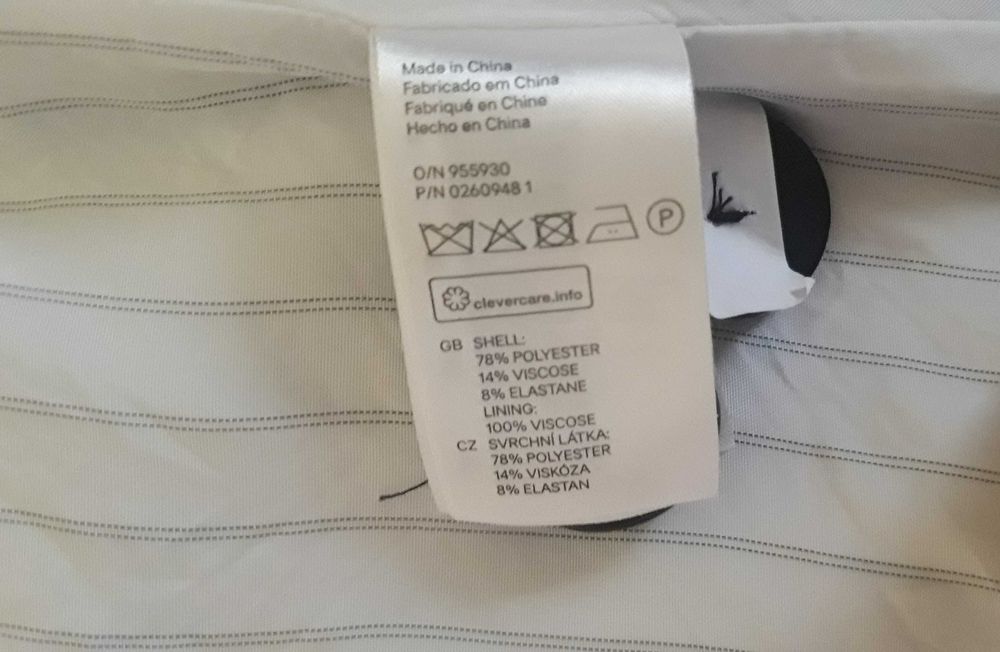 Made in China
Fabricado em China
Fabriqué en Chine
Hecho en China
O/N 955930
P/N 0260948 1
P
clevercare.info
GB SHELL:
78% POLYESTER
14% VISCOSE
8% ELASTANE
LINING:
100% VISCOSE
CZ SVRCHNÍ LÁTKA:
78% POLYESTER
14% VISKÓZA
8% ELASTAN